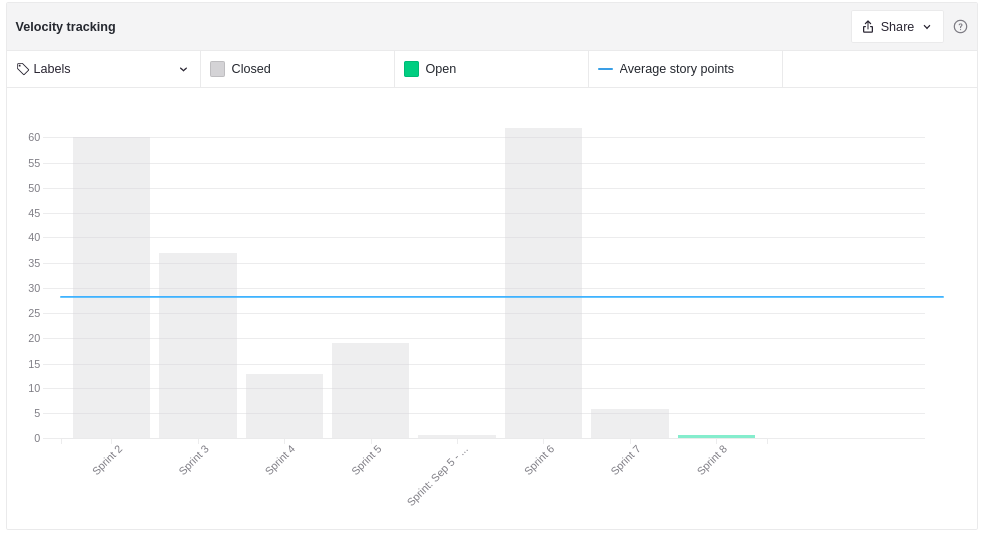 Velocity tracking
Share
Labels
Closed
Open
Average story points
60
55
50
45
40
35
30
25
20
15
10
5
0
Sprint 2
Sprint 3
Sprint 4
Sprint 5
Sprint: Sep 5 - ...
Sprint 6
Sprint 7
Sprint 8